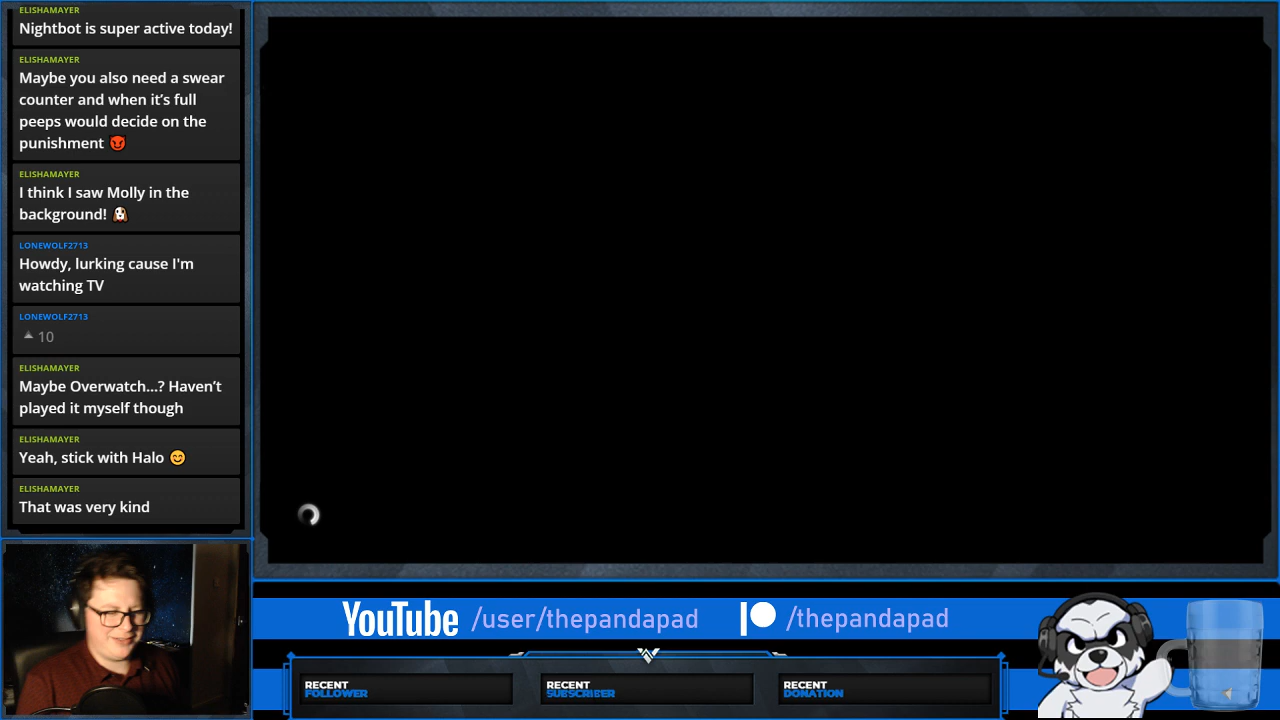 ELISHAMAYER
Nightbot is super active today!
ELISHAMAYER
Maybe you also need a swear
counter and when it's full
peeps would decide on the
punishment 😈
ELISHAMAYER
I think I saw Molly in the
background! 🐶
LONEWOLF2713
Howdy, lurking cause I'm
watching TV
LONEWOLF2713
10
ELISHAMAYER
Maybe Overwatch...? Haven't
played it myself though
ELISHAMAYER
Yeah, stick with Halo 😊
ELISHAMAYER
That was very kind
YouTube /user/thepandapad /thepandapad
RECENT
FOLLOWER
RECENT
SUBSCRIBER
RECENT
DONATION